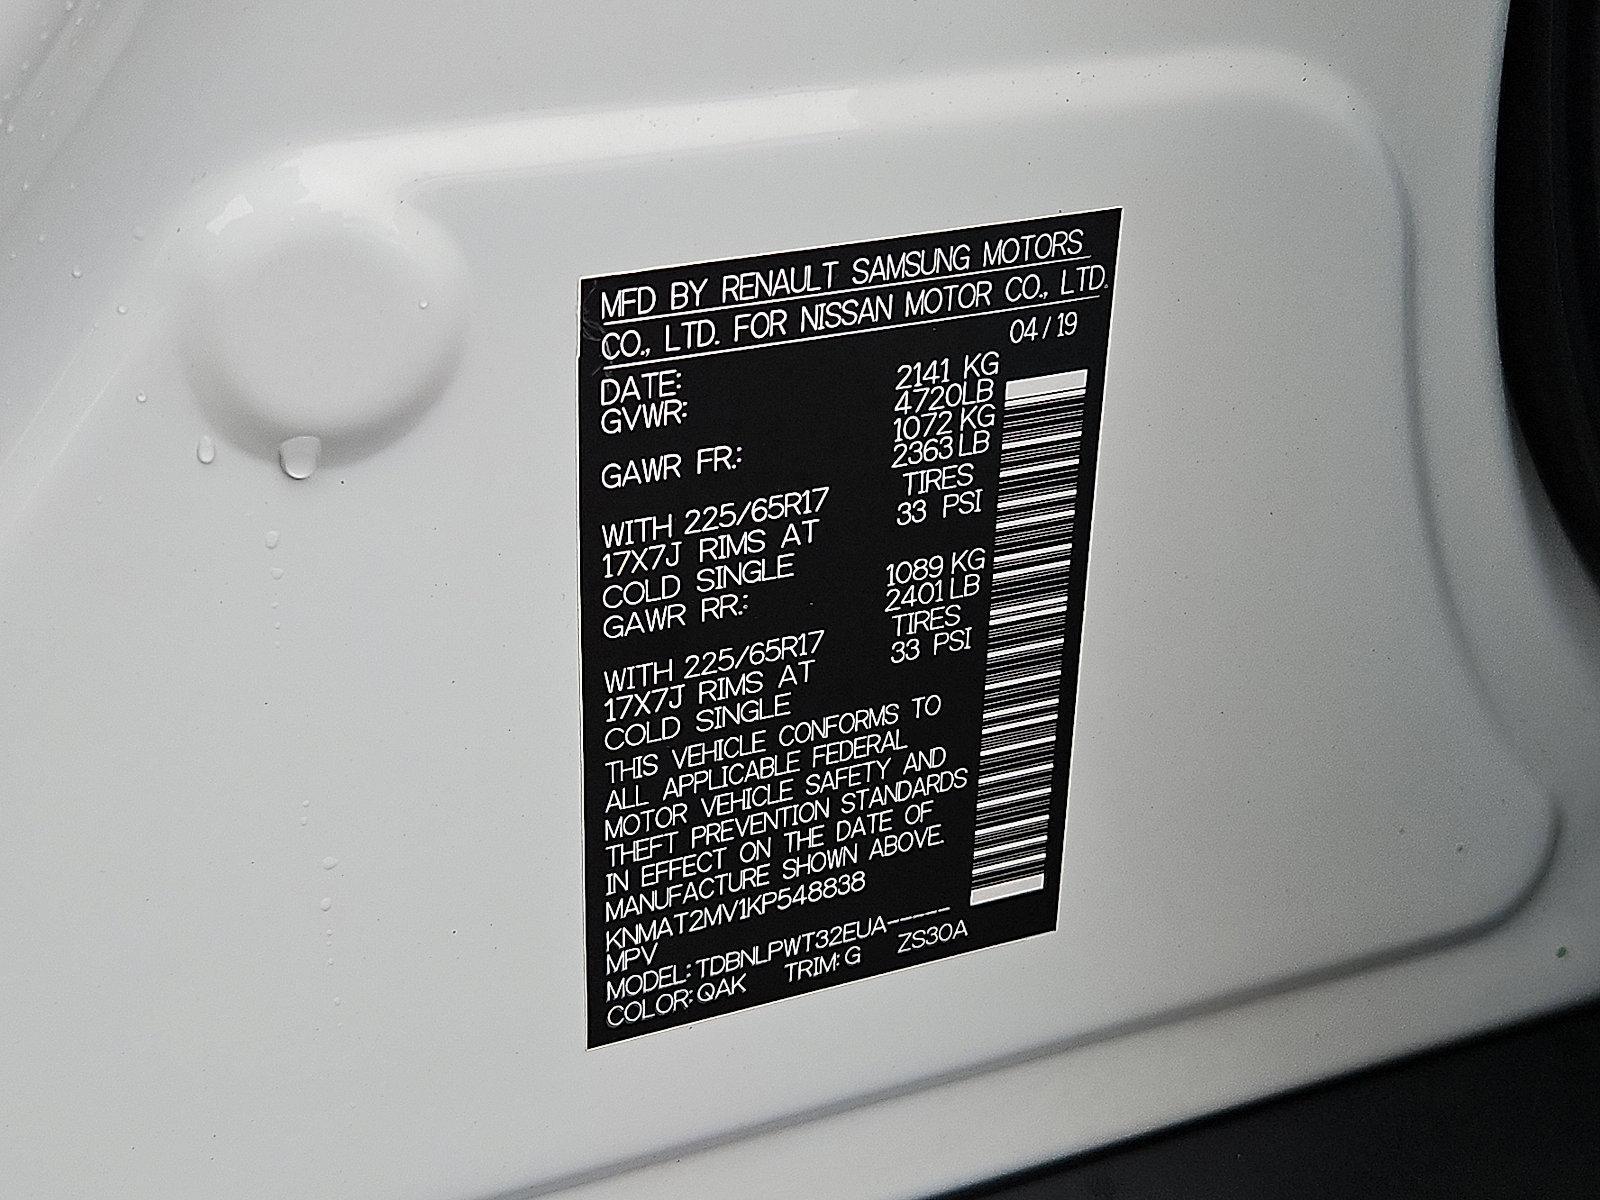 MFD BY RENAULT SAMSUNG MOTORS
CO., LTD. FOR NISSAN MOTOR CO., LTD.
DATE: 04/19
GVWR: 2141 KG
4720LB
GAWR FR.: 1072 KG
2363LB
WITH 225/65R17 TIRES
17X7J RIMS AT 33 PSI
COLD SINGLE
GAWR RR.: 1089 KG
2401LB
WITH 225/65R17 TIRES
17X7J RIMS AT 33 PSI
COLD SINGLE
THIS VEHICLE CONFORMS TO
ALL APPLICABLE FEDERAL
MOTOR VEHICLE SAFETY AND
THEFT PREVENTION STANDARDS
IN EFFECT ON THE DATE OF
MANUFACTURE SHOWN ABOVE.
KNMAT2MV1KP548838
MPV
MODEL: TDBNLPWT32EUA-----
COLOR: QAK TRIM: G ZS30A